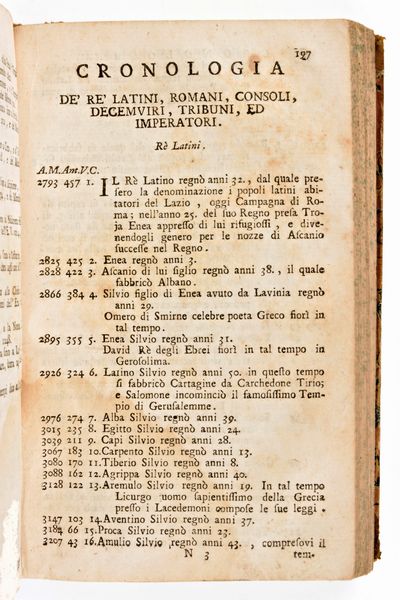 197
CRONOLOGIA
DE' RE' LATINI, ROMANI, CONSOLI,
DECEMVIRI, TRIBUNI, ED
IMPERATORI.
Rè Latini.
A.M. An.V.C.
2793 457 1. IL Rè Latino regnò anni 32., dal quale pre-
sero la denominazione i popoli latini abi-
tatori del Lazio, oggi Campagna di Ro-
ma; nell'anno 25. del suo Regno presa Tro-
ja Enea appresso di lui rifugiossi, e dive-
nendogli genero per le nozze di Ascanio
successe nel Regno.
2825 425 2. Enea regnò anni 3.
2828 422 3. Ascanio di lui figlio regnò anni 38., il quale
fabbricò Albano.
2866 384 4. Silvio figlio di Enea avuto da Lavinia regnò
anni 29.
Omero di Smirne celebre poeta Greco fiorì in
tal tempo.
2895 355 5. Enea Silvio regnò anni 31.
David Rè degli Ebrei fiorì in tal tempo in
Gerosolima.
2926 324 6. Latino Silvio regnò anni 50. in questo tempo
si fabbricò Cartagine da Carchedone Tirio;
e Salomone incominciò il famosissimo Tem-
pio di Gerusalemme.
2976 274 7. Alba Silvio regnò anni 39.
3015 235 8. Egitto Silvio regnò anni 24.
3039 211 9. Capi Silvio regnò anni 28.
3067 183 10. Carpento Silvio regnò anni 13.
3080 170 11. Tiberio Silvio regnò anni 8.
3088 162 12. Agrippa Silvio regnò anni 40.
3128 122 13. Aremulo Silvio regnò anni 19. In tal tempo
Licurgo uomo sapientissimo della Grecia
presso i Lacedemoni compose le sue leggi.
3147 103 14. Aventino Silvio regnò anni 37.
3184 66 15. Proca Silvio regnò anni 23.
3207 43 16. Amulio Silvio regnò anni 43., compresovi il
N 3 tem-